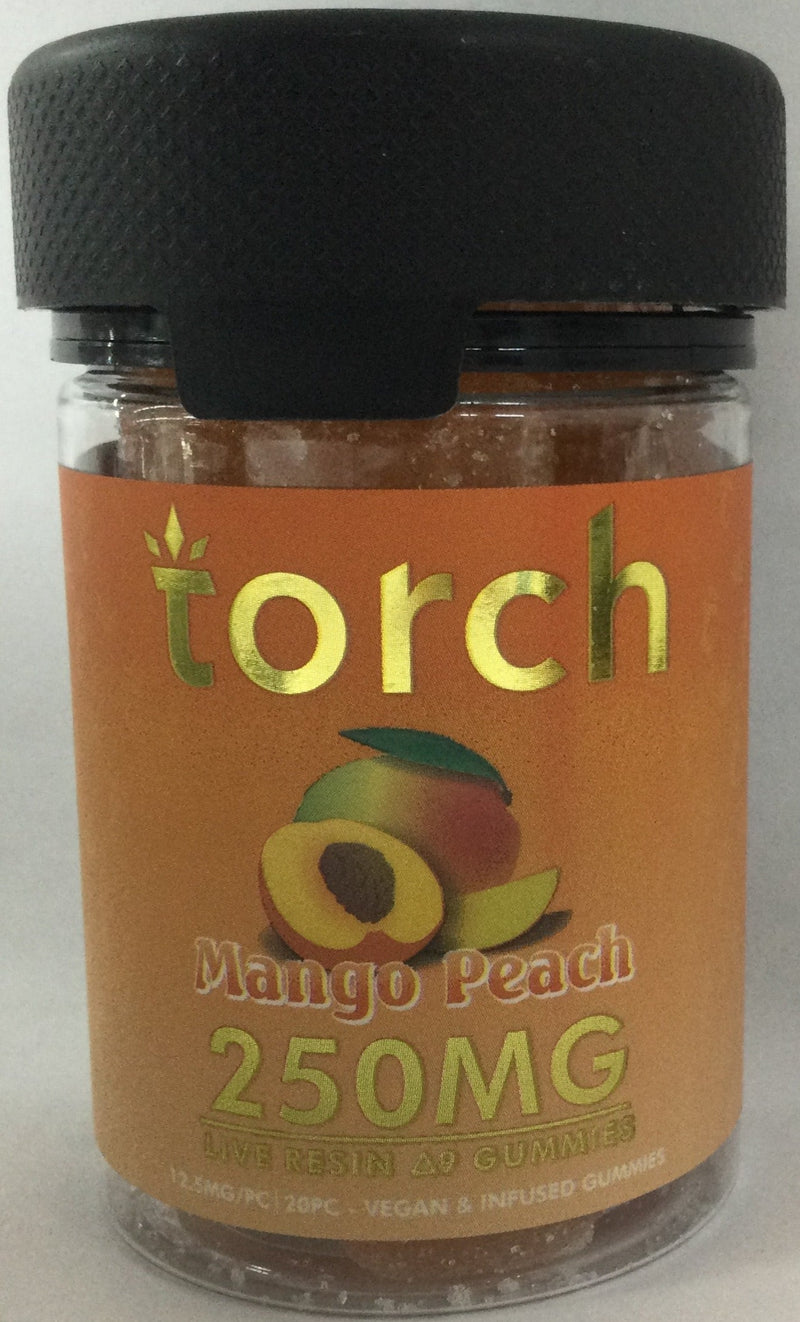 torch
Mango Peach
250MG
LIVE RESIN Δ9 GUMMIES
12.5MG/PC | 20PC - VEGAN & INFUSED GUMMIES